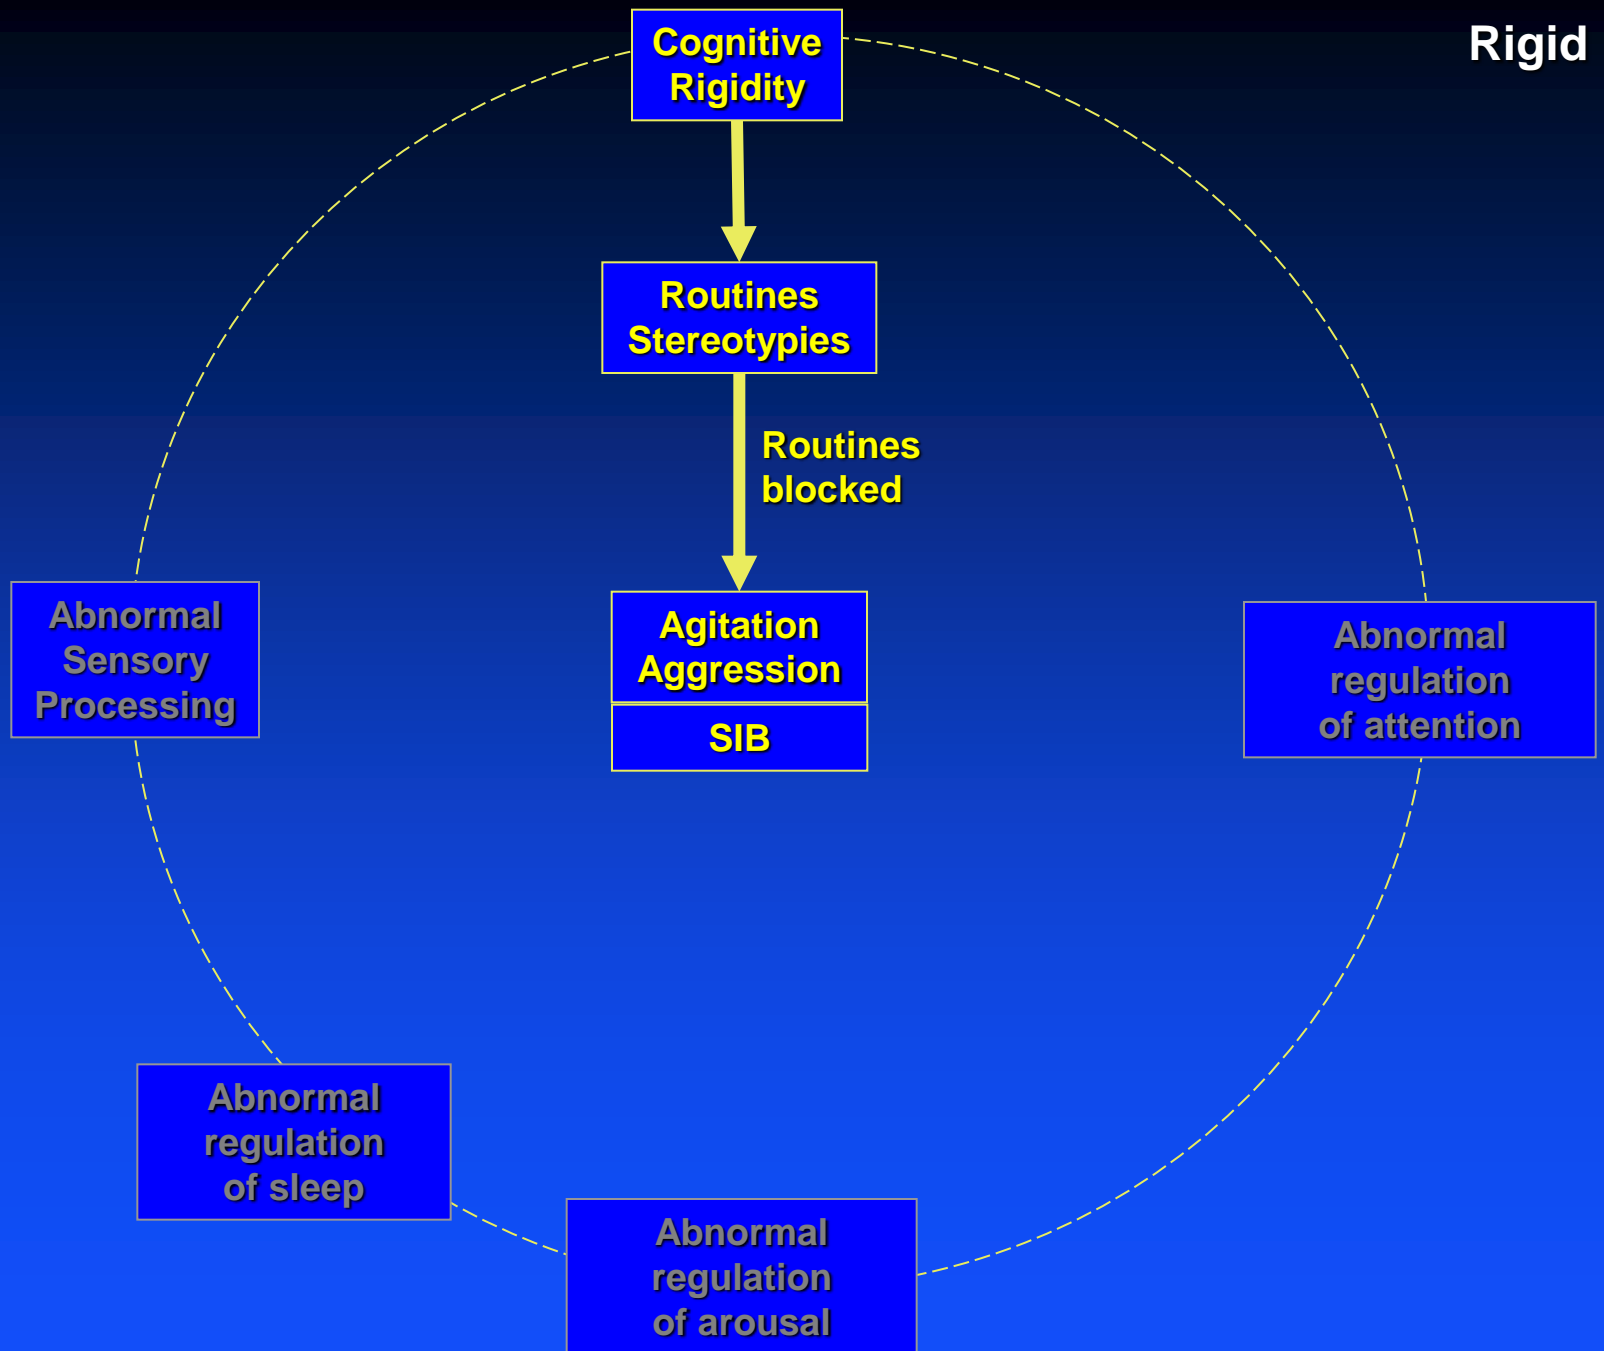 Rigid
Cognitive
Rigidity
Routines
Stereotypies
Routines
blocked
Agitation
Aggression
SIB
Abnormal
Sensory
Processing
Abnormal
regulation
of attention
Abnormal
regulation
of sleep
Abnormal
regulation
of arousal